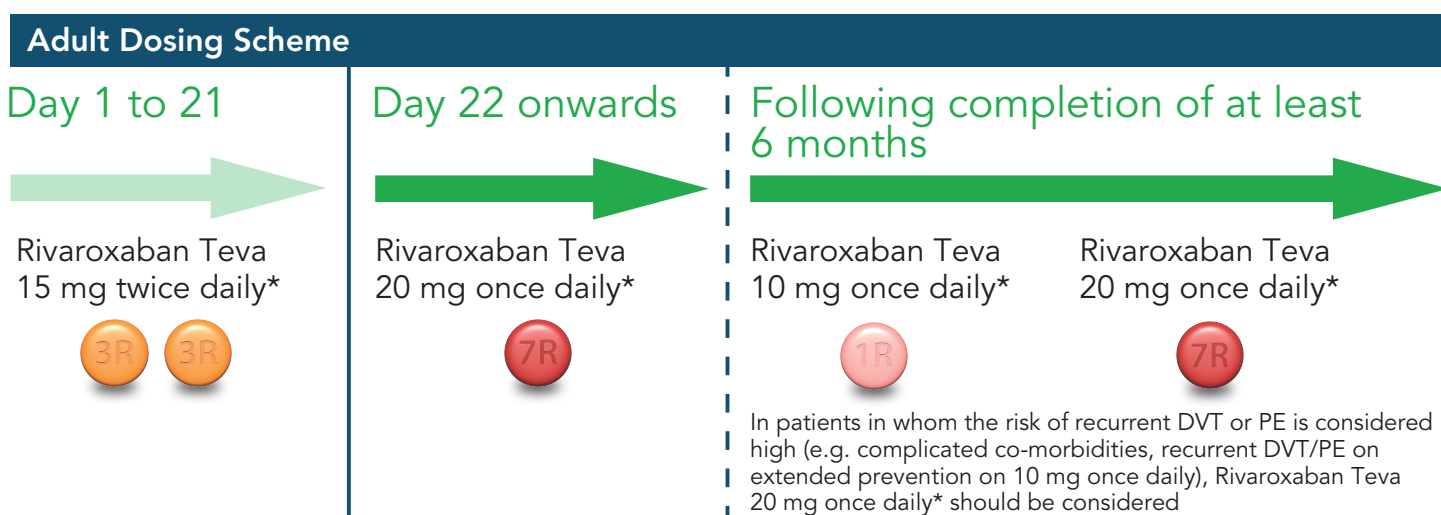 Adult Dosing Scheme
Day 1 to 21
Rivaroxaban Teva
15 mg twice daily*
3R 3R
Day 22 onwards
Rivaroxaban Teva
20 mg once daily*
7R
Following completion of at least
6 months
Rivaroxaban Teva
10 mg once daily*
1R
Rivaroxaban Teva
20 mg once daily*
7R
In patients in whom the risk of recurrent DVT or PE is considered
high (e.g. complicated co-morbidities, recurrent DVT/PE on
extended prevention on 10 mg once daily), Rivaroxaban Teva
20 mg once daily* should be considered